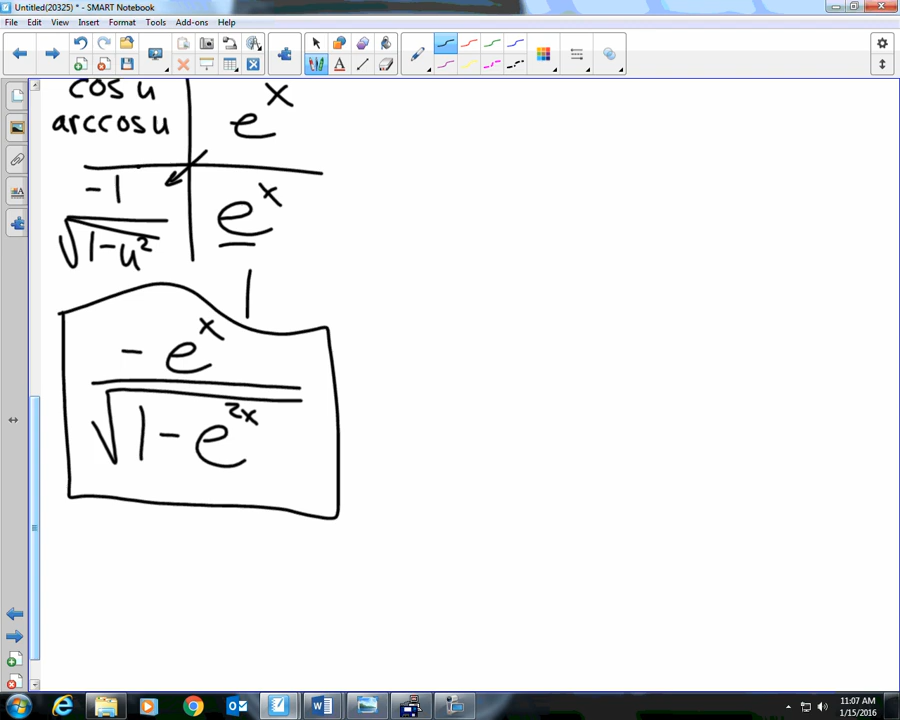 Untitled(20325) * - SMART Notebook
File Edit View Insert Format Tools Add-ons Help
cos u
x
arccos u
e
-1
e^x
√1-u²
-e^x
√1-e^2x
11:07 AM
1/15/2016